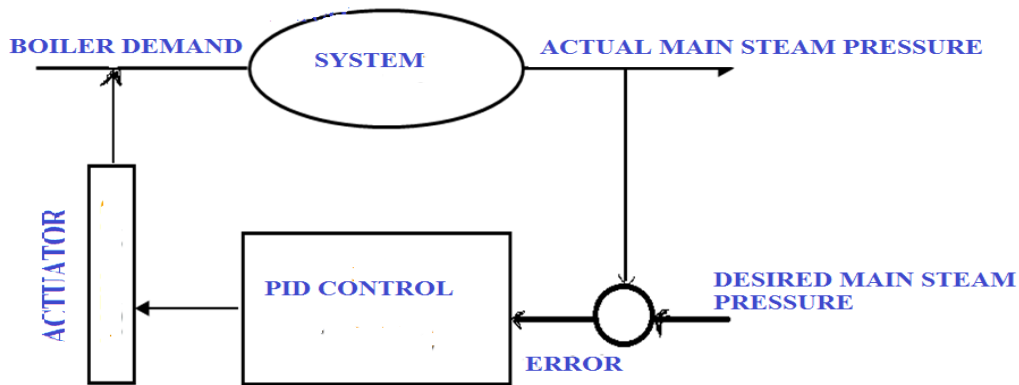 BOILER DEMAND
SYSTEM
ACTUAL MAIN STEAM PRESSURE
ACTUATOR
PID CONTROL
DESIRED MAIN STEAM
PRESSURE
ERROR